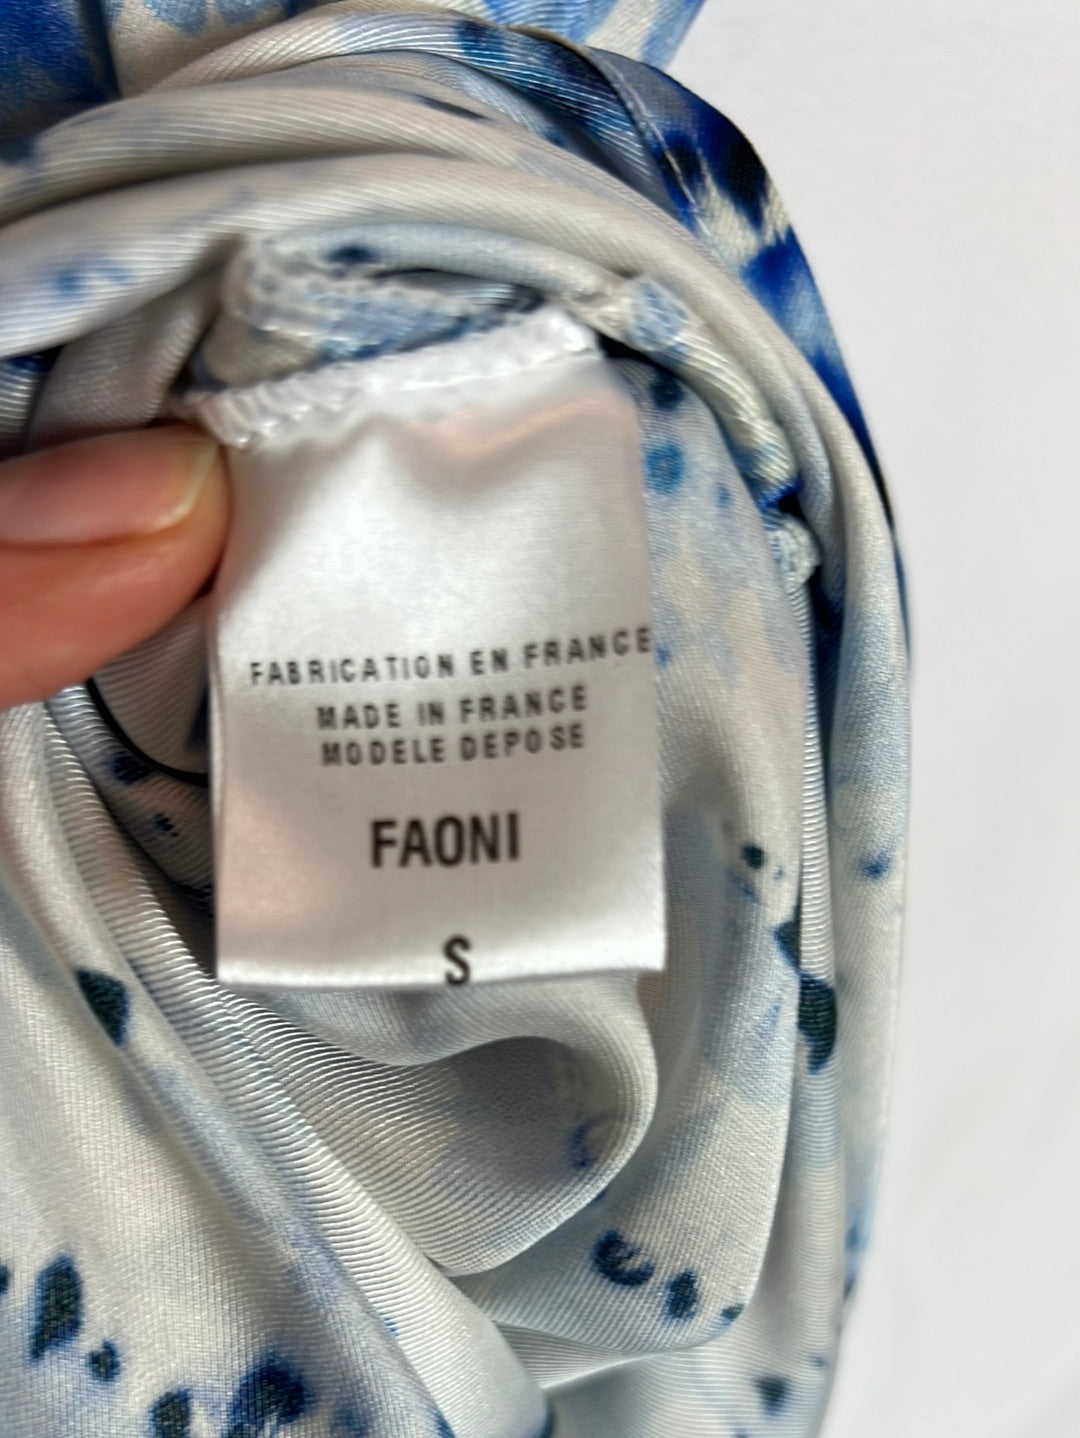 FABRICATION EN FRANCE
MADE IN FRANCE
MODELE DEPOSE
FAONI
S